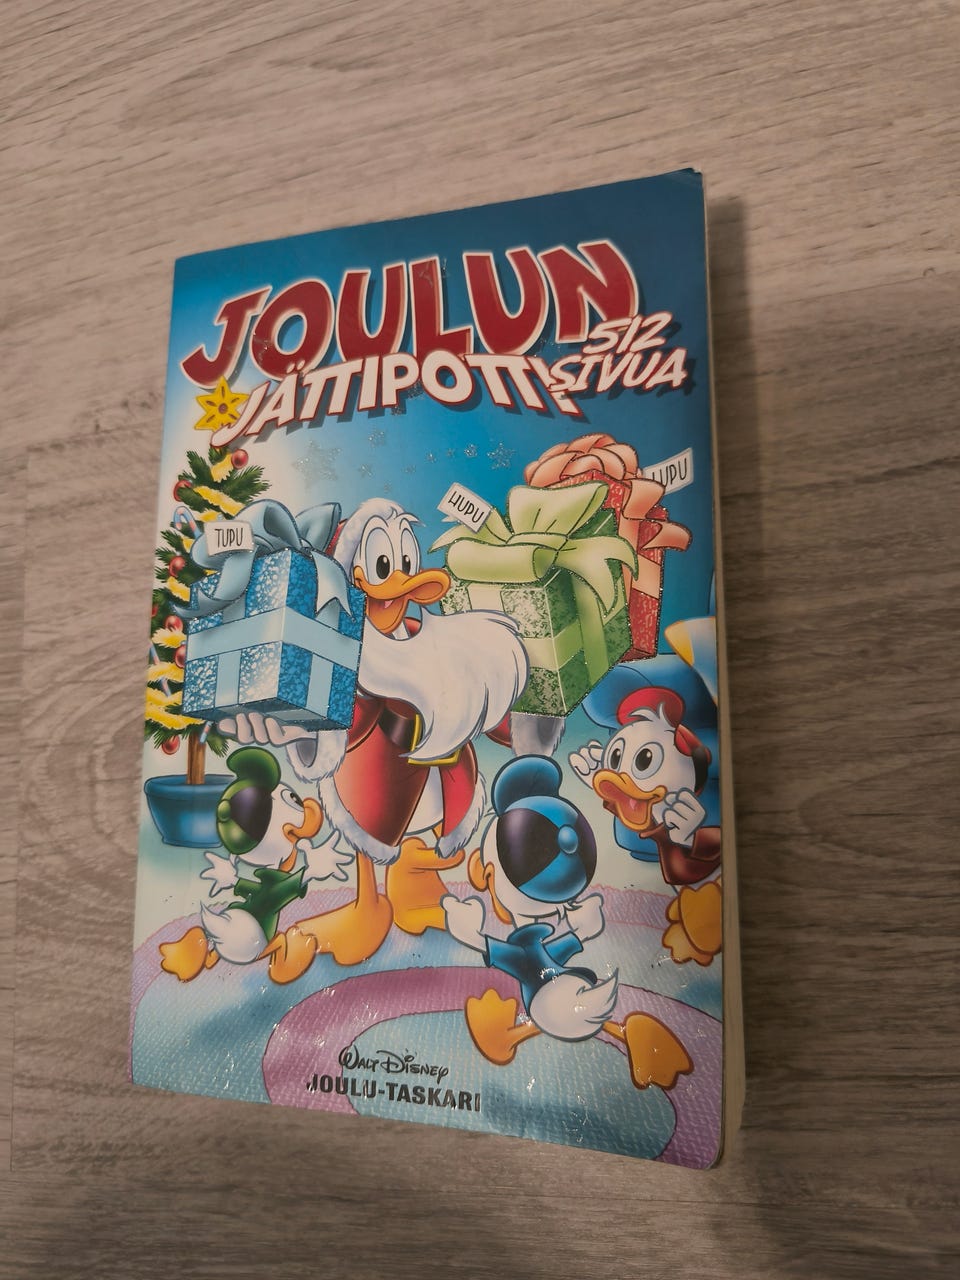 JOULUN
JÄTTIPOTTI
512
SIVUA
TUPU
HUPU
LUPU
WALT DISNEY
JOULU-TASKARI